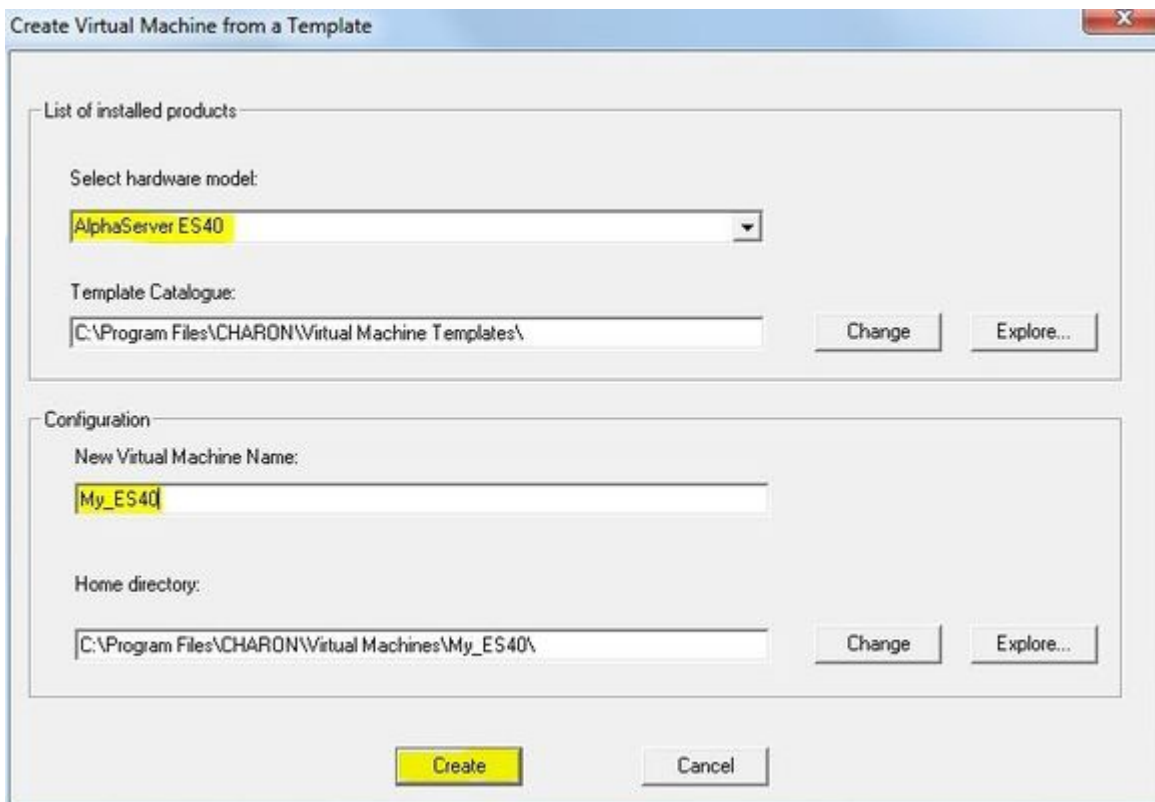 Create Virtual Machine from a Template
List of installed products
Select hardware model:
AlphaServer ES40
Template Catalogue:
C:\Program Files\CHARON\Virtual Machine Templates\
Change
Explore...
Configuration
New Virtual Machine Name:
My_ES40
Home directory:
C:\Program Files\CHARON\Virtual Machines\My_ES40\
Change
Explore...
Create
Cancel